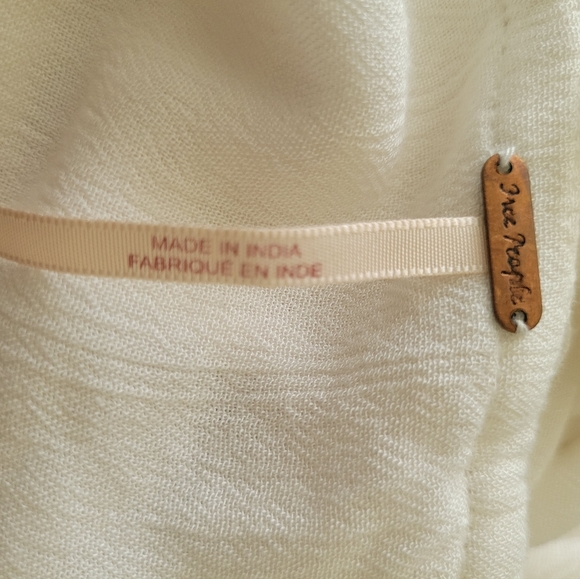 MADE IN INDIA
FABRIQUÉ EN INDE
Free People